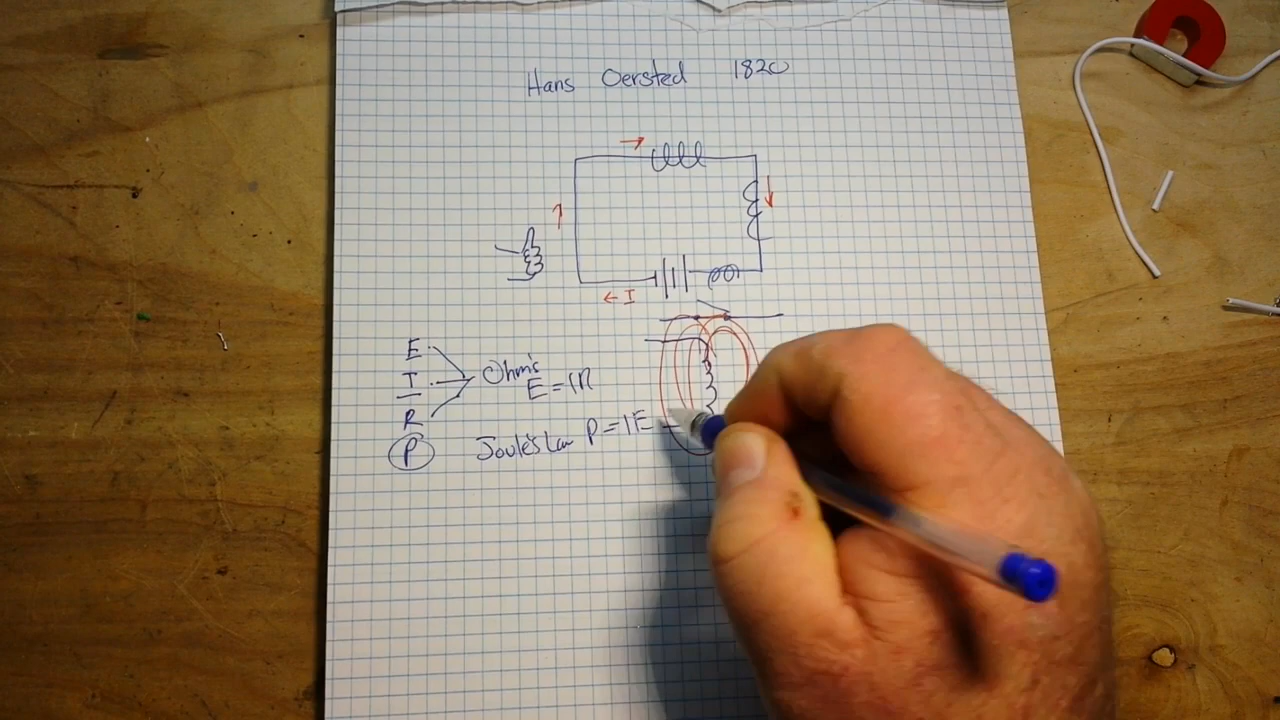 Hans Oersted 1820
← I
E
I
R
P
Ohm's
E = IR
Joule's Law P = IE